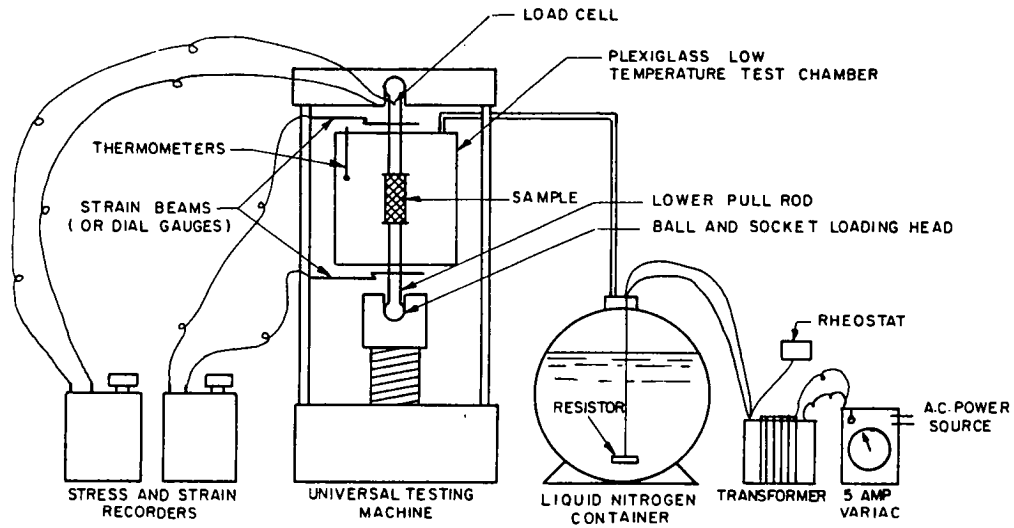 LOAD CELL
PLEXIGLASS LOW
TEMPERATURE TEST CHAMBER
THERMOMETERS
SAMPLE
LOWER PULL ROD
STRAIN BEAMS
(OR DIAL GAUGES)
BALL AND SOCKET LOADING HEAD
RHEOSTAT
RESISTOR
A.C. POWER
SOURCE
STRESS AND STRAIN
RECORDERS
UNIVERSAL TESTING
MACHINE
LIQUID NITROGEN
CONTAINER
TRANSFORMER
5 AMP
VARIAC